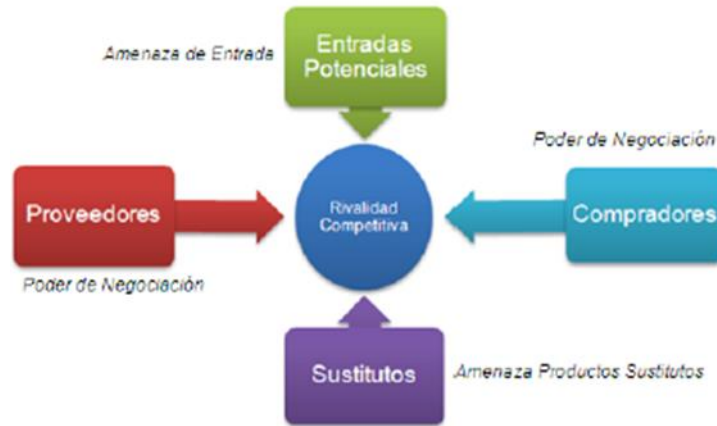 Amenaza de Entrada
Entradas
Potenciales
Poder de Negociación
Proveedores
Rivalidad
Competitiva
Compradores
Poder de Negociación
Sustitutos
Amenaza Productos Sustitutos